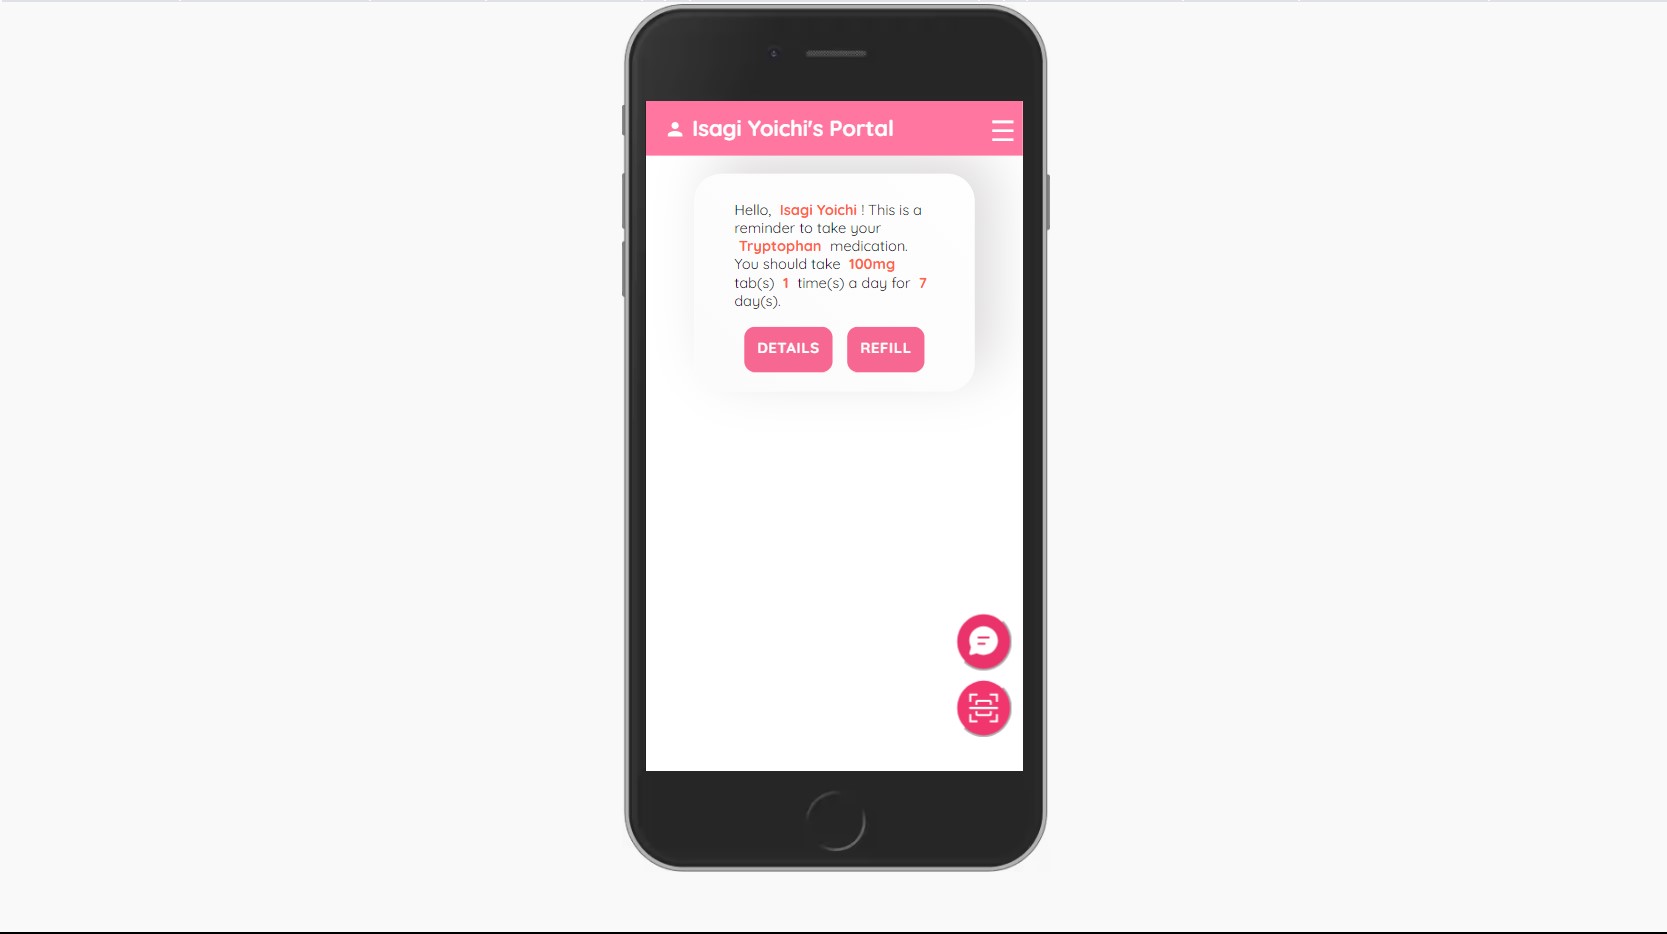 Isagi Yoichi's Portal
Hello, Isagi Yoichi ! This is a
reminder to take your
Tryptophan medication.
You should take 100mg
tab(s) 1 time(s) a day for 7
day(s).
DETAILS REFILL